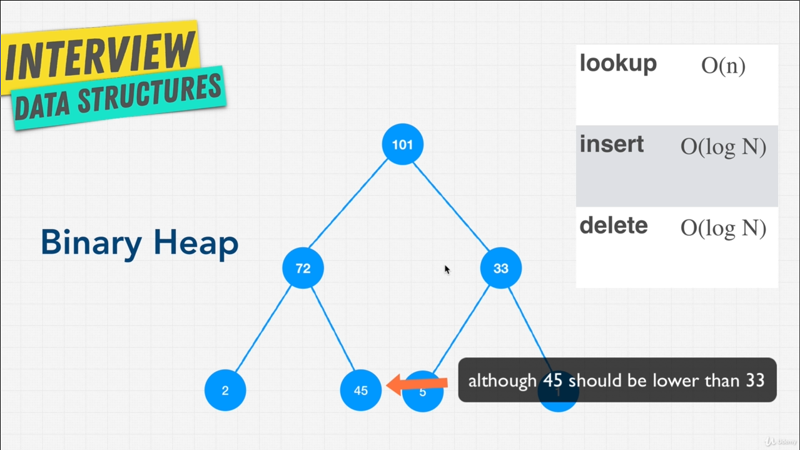 INTERVIEW
DATA STRUCTURES
lookup O(n)
insert O(log N)
delete O(log N)
Binary Heap
101
72 33
2 45 5 1
although 45 should be lower than 33